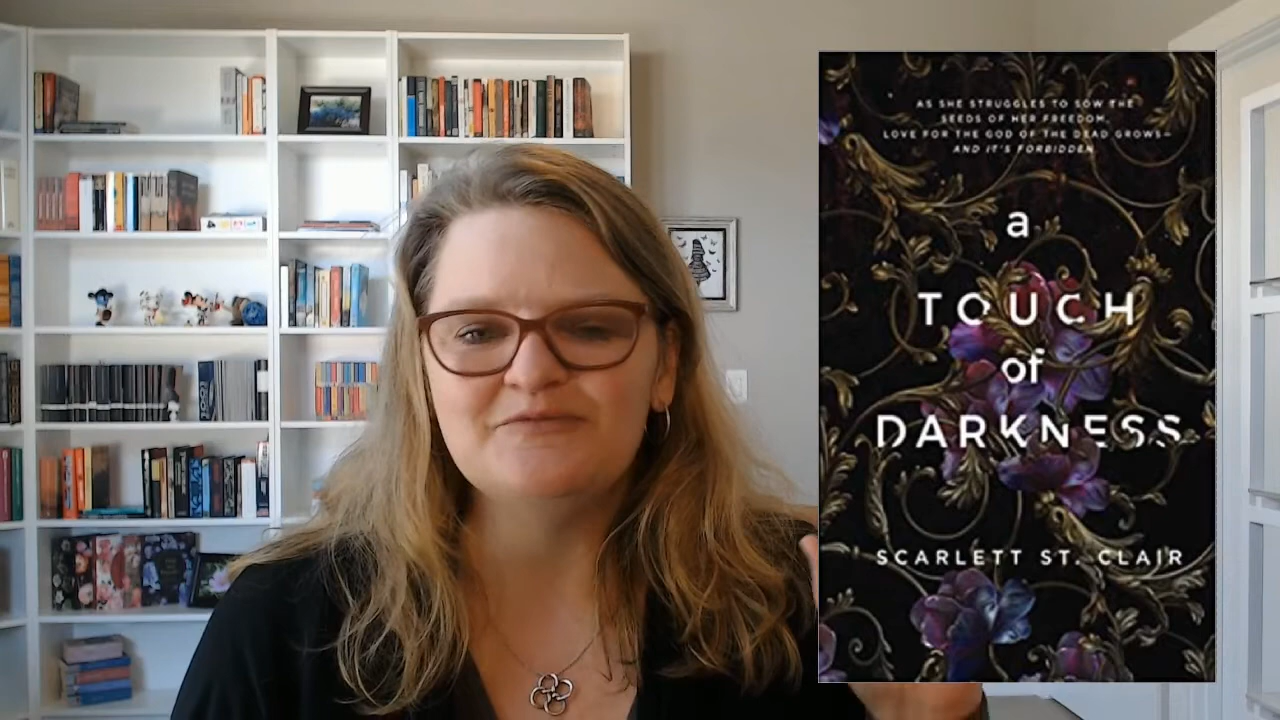 AS SHE STRUGGLES TO SOW THE
SEEDS OF HER FREEDOM,
LOVE FOR THE GOD OF THE DEAD GROWS—
AND IT'S FORBIDDEN
a
TOUCH
of
DARKNESS
SCARLETT ST. CLAIR